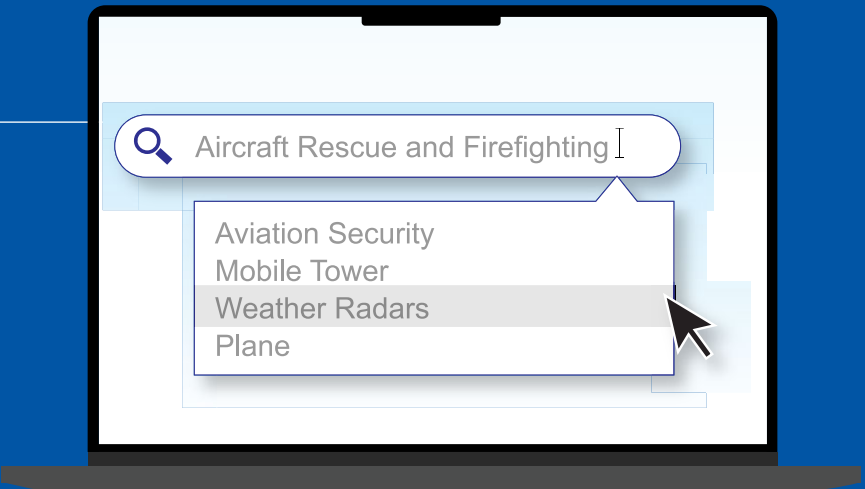 Aircraft Rescue and Firefighting
Aviation Security
Mobile Tower
Weather Radars
Plane